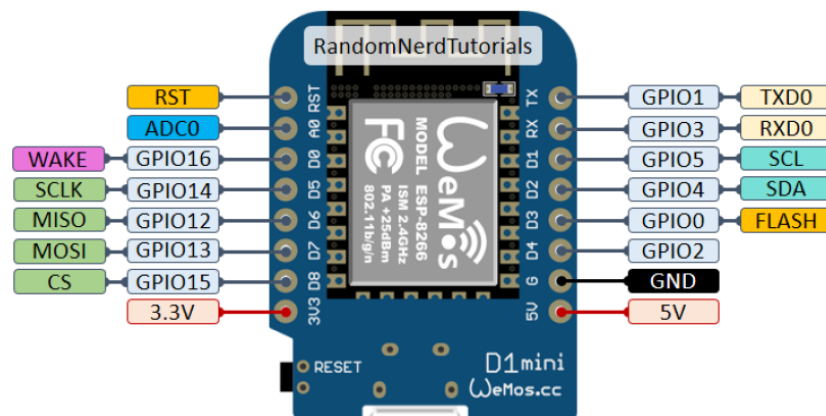 RandomNerdTutorials
RST RST TX GPIO1 TXD0
ADC0 A0 RX GPIO3 RXD0
WAKE GPIO16 D0 D1 GPIO5 SCL
SCLK GPIO14 D5 D2 GPIO4 SDA
MISO GPIO12 D6 D3 GPIO0 FLASH
MOSI GPIO13 D7 D4 GPIO2
CS GPIO15 D8 G GND
3.3V 3V3 5V 5V
WeMos
MODEL ESP-8266
ISM 2.4GHz
PA +25dBm
802.11b/g/n
FC
RESET
D1 mini
WeMos.cc